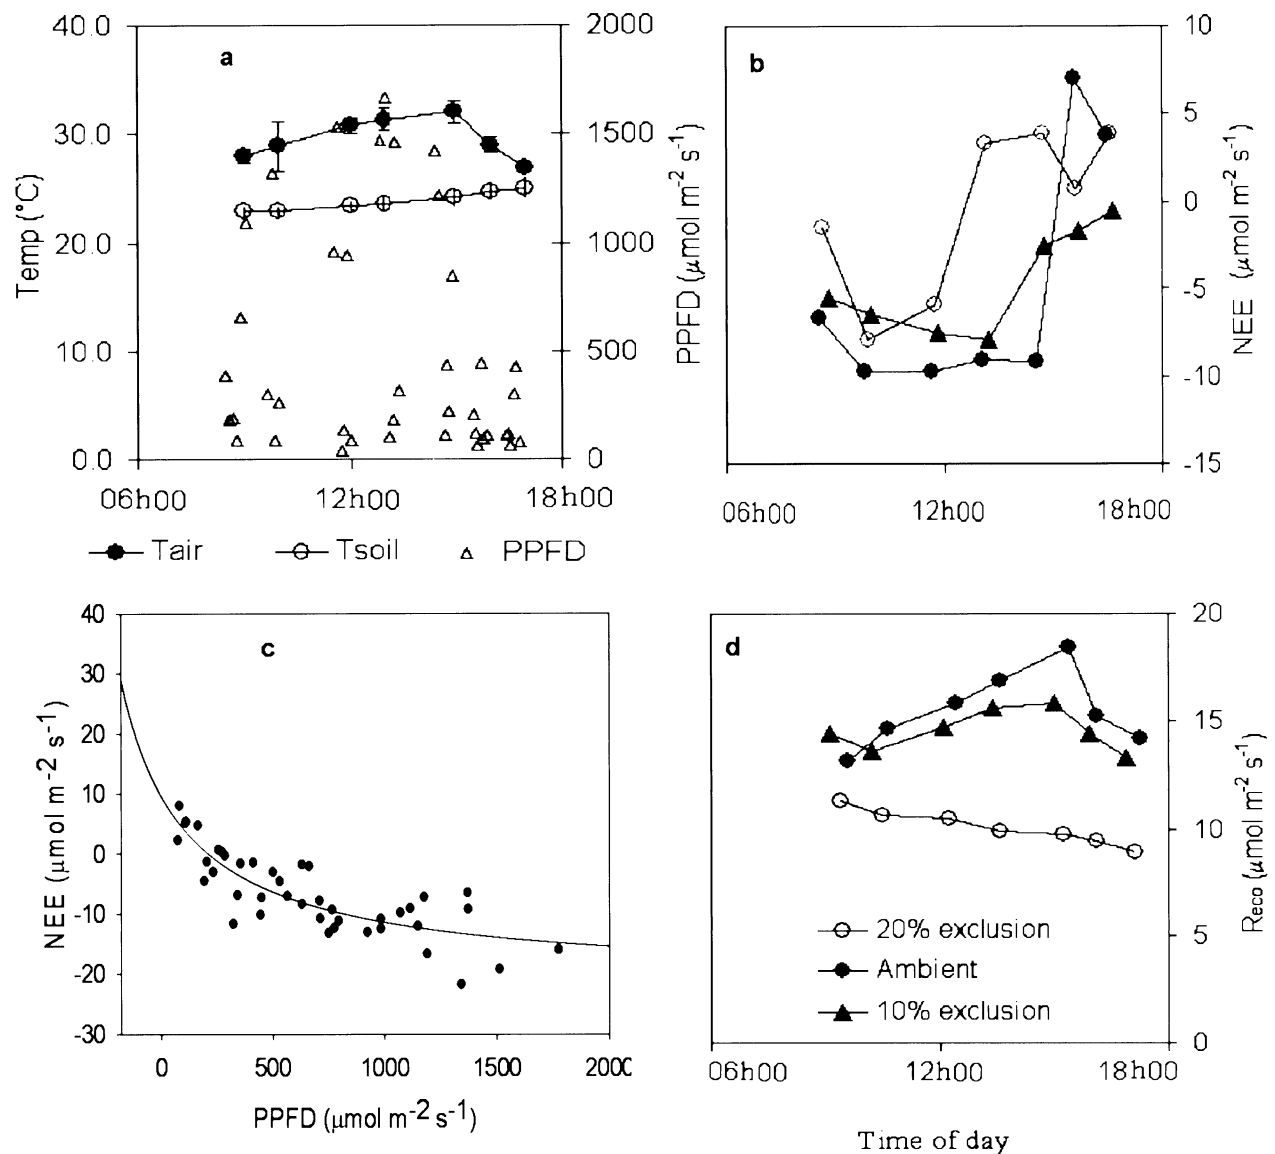 40.0
30.0
20.0
10.0
0.0
Temp (°C)
a
2000
1500
1000
500
0
PPFD (μmol m-2 s-1)
06h00 12h00 18h00
Tair Tsoil PPFD
b
10
5
0
-5
-10
-15
NEE (μmol m-2 s-1)
06h00 12h00 18h00
40
30
20
10
0
-10
-20
-30
NEE (μmol m-2 s-1)
c
0 500 1000 1500 2000
PPFD (μmol m-2 s-1)
d
20
15
10
5
0
Reco (μmol m-2 s-1)
20% exclusion
Ambient
10% exclusion
06h00 12h00 18h00
Time of day